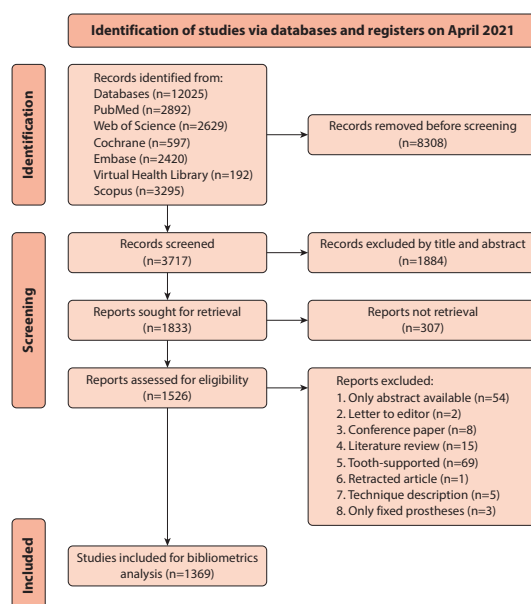 Identification of studies via databases and registers on April 2021
Identification
Records identified from:
Databases (n=12025)
PubMed (n=2892)
Web of Science (n=2629)
Cochrane (n=597)
Embase (n=2420)
Virtual Health Library (n=192)
Scopus (n=3295)
Records removed before screening
(n=8308)
Screening
Records screened
(n=3717)
Records excluded by title and abstract
(n=1884)
Reports sought for retrieval
(n=1833)
Reports not retrieval
(n=307)
Reports assessed for eligibility
(n=1526)
Reports excluded:
1. Only abstract available (n=54)
2. Letter to editor (n=2)
3. Conference paper (n=8)
4. Literature review (n=15)
5. Tooth-supported (n=69)
6. Retracted article (n=1)
7. Technique description (n=5)
8. Only fixed prostheses (n=3)
Included
Studies included for bibliometrics
analysis (n=1369)